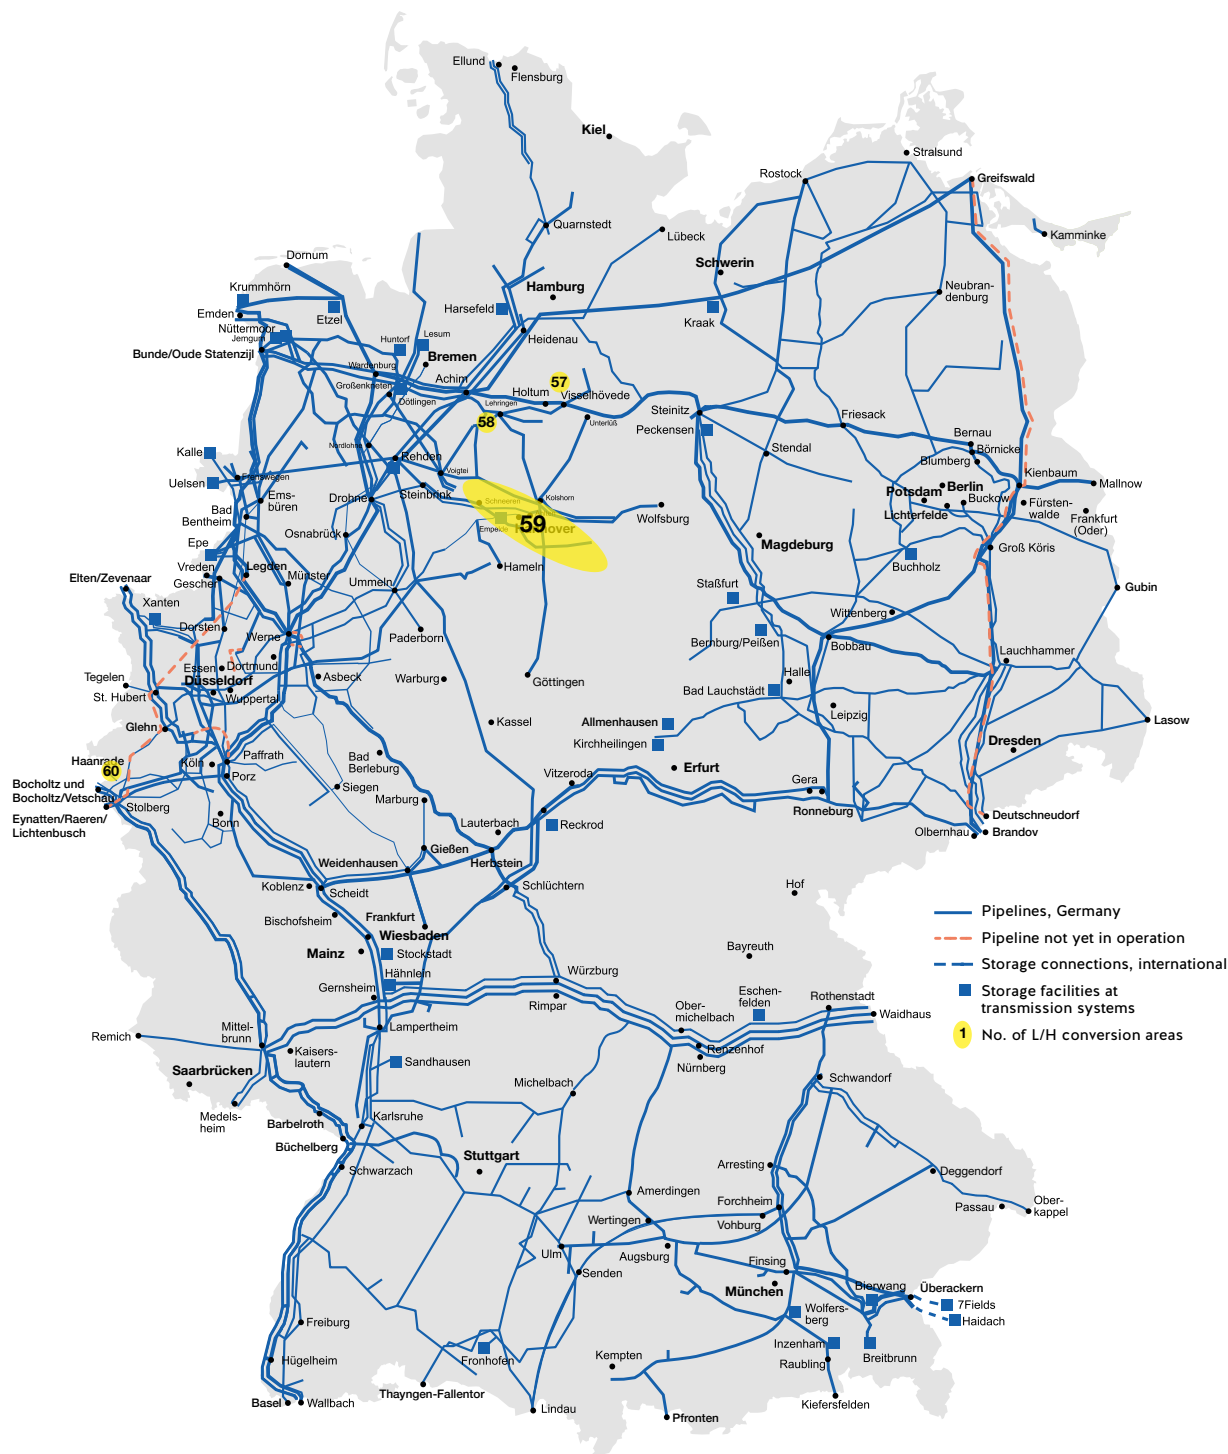 Ellund
Flensburg
Kiel
Stralsund
Rostock
Greifswald
Quarnstedt
Lübeck
Kamminke
Dornum
Schwerin
Krummhörn
Hamburg
Neubran-
denburg
Emden
Etzel
Harsefeld
Kraak
Nüttermoor
Jemgum
Huntorf
Lesum
Heidenau
Bunde/Oude Statenzijl
Bremen
Wardenburg
Achim
57
Großenkneten
Holtum
Visselhövede
Dötlingen
Lehringen
Steinitz
Friesack
58
Unterlüß
Peckensen
Bernau
Nordlohne
Börnicke
Kalle
Rehden
Stendal
Blumberg
Voigtei
Kienbaum
Frenswegen
Uelsen
Steinbrink
Mallnow
Ems-
büren
Drohne
Schneeren
Kolshorn
Potsdam
Berlin
Buckow
Fürsten-
walde
Bad
Bentheim
Wolfsburg
Lichterfelde
Frankfurt
(Oder)
59
Empelde
Hannover
Osnabrück
Magdeburg
Epe
Groß Köris
Vreden
Legden
Hameln
Buchholz
Gescher
Münster
Ummeln
Elten/Zevenaar
Staßfurt
Gubin
Xanten
Wittenberg
Dorsten
Werne
Paderborn
Bernburg/Peißen
Bobbau
Essen
Dortmund
Lauchhammer
Tegelen
Düsseldorf
Asbeck
Warburg
Göttingen
Halle
St. Hubert
Wuppertal
Bad Lauchstädt
Leipzig
Glehn
Kassel
Allmenhausen
Lasow
Kirchheilingen
Dresden
Haanrade
60
Köln
Paffrath
Bad
Berleburg
Porz
Vitzeroda
Erfurt
Gera
Bocholtz und
Bocholtz/Vetschau
Siegen
Marburg
Ronneburg
Stolberg
Eynatten/Raeren/
Lichtenbusch
Bonn
Lauterbach
Reckrod
Deutschneudorf
Olbernhau
Brandov
Gießen
Weidenhausen
Herbstein
Koblenz
Scheidt
Schlüchtern
Hof
Bischofsheim
Frankfurt
Wiesbaden
Mainz
Stockstadt
Bayreuth
Hähnlein
Würzburg
Gernsheim
Rimpar
Eschen-
felden
Rothenstadt
Ober-
michelbach
Waidhaus
Remich
Mittel-
brunn
Lampertheim
Kaisers-
lautern
Renzenhof
Nürnberg
Saarbrücken
Sandhausen
Michelbach
Schwandorf
Medels-
heim
Barbelroth
Karlsruhe
Büchelberg
Stuttgart
Schwarzach
Arresting
Deggendorf
Amerdingen
Forchheim
Passau
Ober-
kappel
Wertingen
Vohburg
Ulm
Augsburg
Finsing
Senden
München
Bierwang
Überackern
7Fields
Wolfers-
berg
Haidach
Freiburg
Inzenham
Fronhofen
Kempten
Raubling
Breitbrunn
Hügelheim
Thayngen-Fallentor
Kiefersfelden
Basel
Wallbach
Lindau
Pfronten
Pipelines, Germany
Pipeline not yet in operation
Storage connections, international
Storage facilities at
transmission systems
1
No. of L/H conversion areas